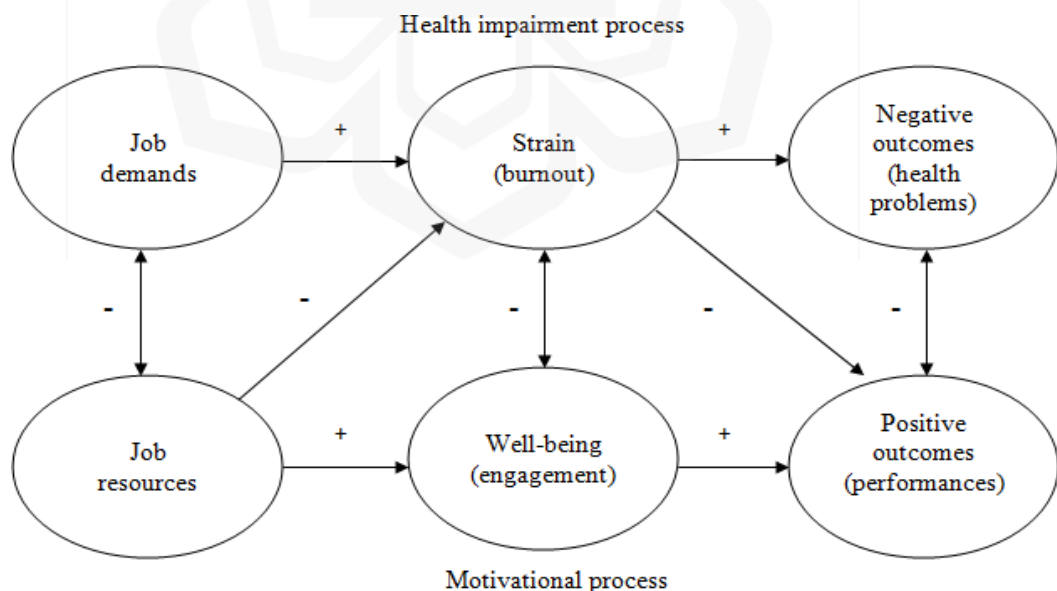 Health impairment process
Job
demands
+
Strain
(burnout)
+
Negative
outcomes
(health
problems)
-
-
-
-
-
Job
resources
+
Well-being
(engagement)
+
Positive
outcomes
(performances)
Motivational process